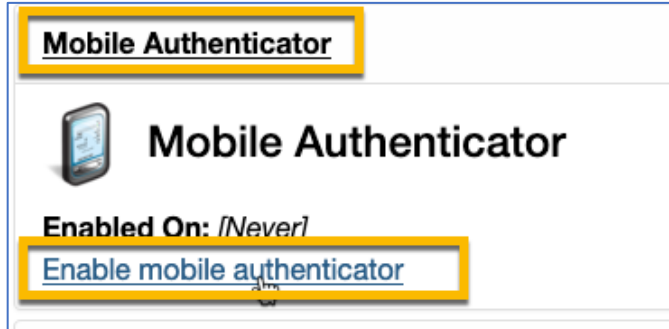 Mobile Authenticator
Mobile Authenticator
Enabled On: [Never]
Enable mobile authenticator